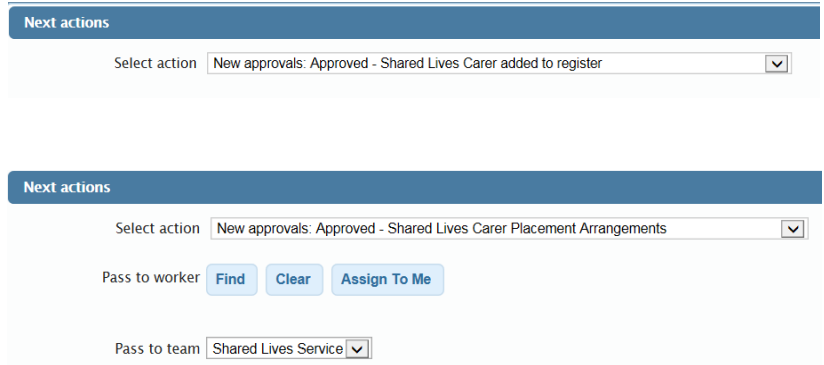 Next actions
Select action New approvals: Approved - Shared Lives Carer added to register
Next actions
Select action New approvals: Approved - Shared Lives Carer Placement Arrangements
Pass to worker Find Clear Assign To Me
Pass to team Shared Lives Service